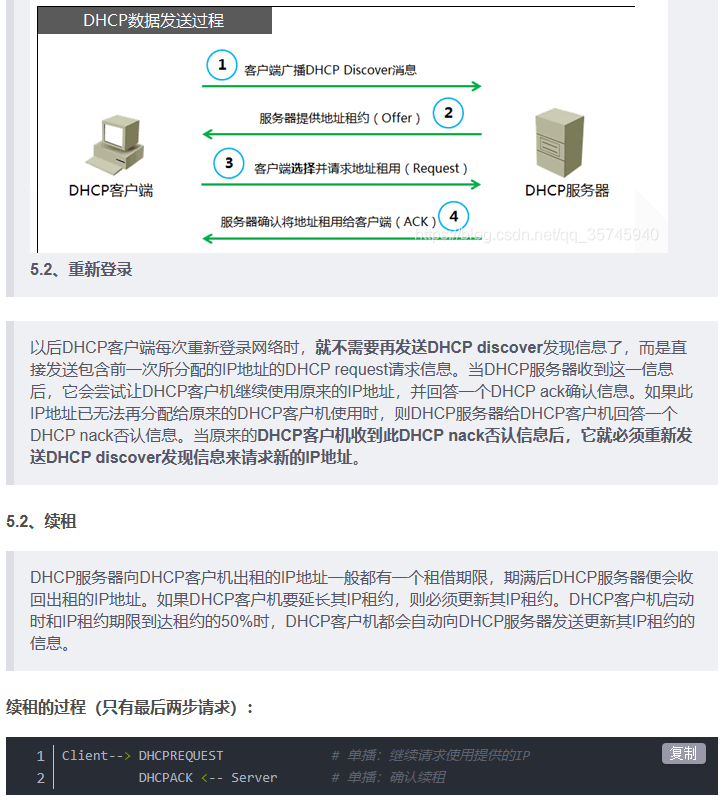 DHCP数据发送过程
1 客户端广播DHCP Discover消息
服务器提供地址租约（Offer） 2
3 客户端选择并请求地址租用（Request）
DHCP客户端
DHCP服务器
服务器确认将地址租用给客户端（ACK） 4
https://blog.csdn.net/qq_35745940
5.2、重新登录
以后DHCP客户端每次重新登录网络时，就不需要再发送DHCP discover发现信息了，而是直
接发送包含前一次所分配的IP地址的DHCP request请求信息。当DHCP服务器收到这一信息
后，它会尝试让DHCP客户机继续使用原来的IP地址，并回答一个DHCP ack确认信息。如果此
IP地址已无法再分配给原来的DHCP客户机使用时，则DHCP服务器给DHCP客户机回答一个
DHCP nack否认信息。当原来的DHCP客户机收到此DHCP nack否认信息后，它就必须重新发
送DHCP discover发现信息来请求新的IP地址。
5.2、续租
DHCP服务器向DHCP客户机出租的IP地址一般都有一个租借期限，期满后DHCP服务器便会收
回出租的IP地址。如果DHCP客户机要延长其IP租约，则必须更新其IP租约。DHCP客户机启动
时和IP租约期限到达租约的50%时，DHCP客户机都会自动向DHCP服务器发送更新其IP租约的
信息。
续租的过程（只有最后两步请求）：
1 Client--> DHCPREQUEST # 单播：继续请求使用提供的IP 复制
2 DHCPACK <-- Server # 单播：确认续租